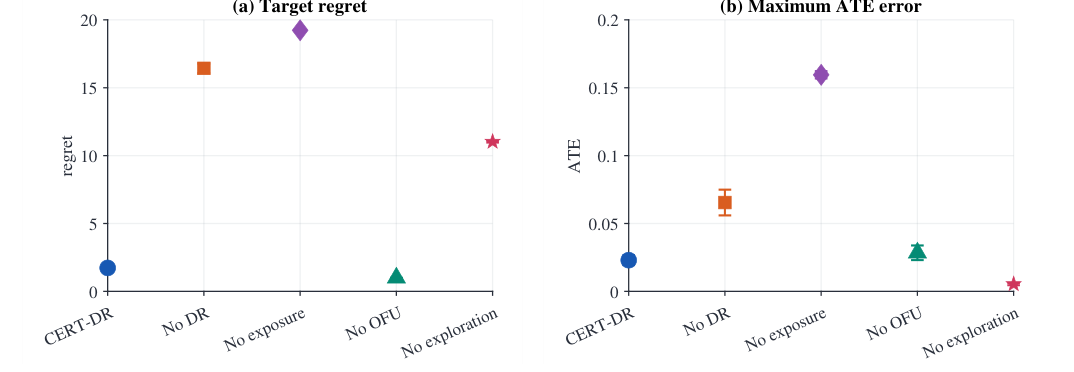 (a) Target regret
20
15
10
5
0
regret
CERT-DR
No DR
No exposure
No OFU
No exploration
(b) Maximum ATE error
0.2
0.15
0.1
0.05
0
ATE
CERT-DR
No DR
No exposure
No OFU
No exploration